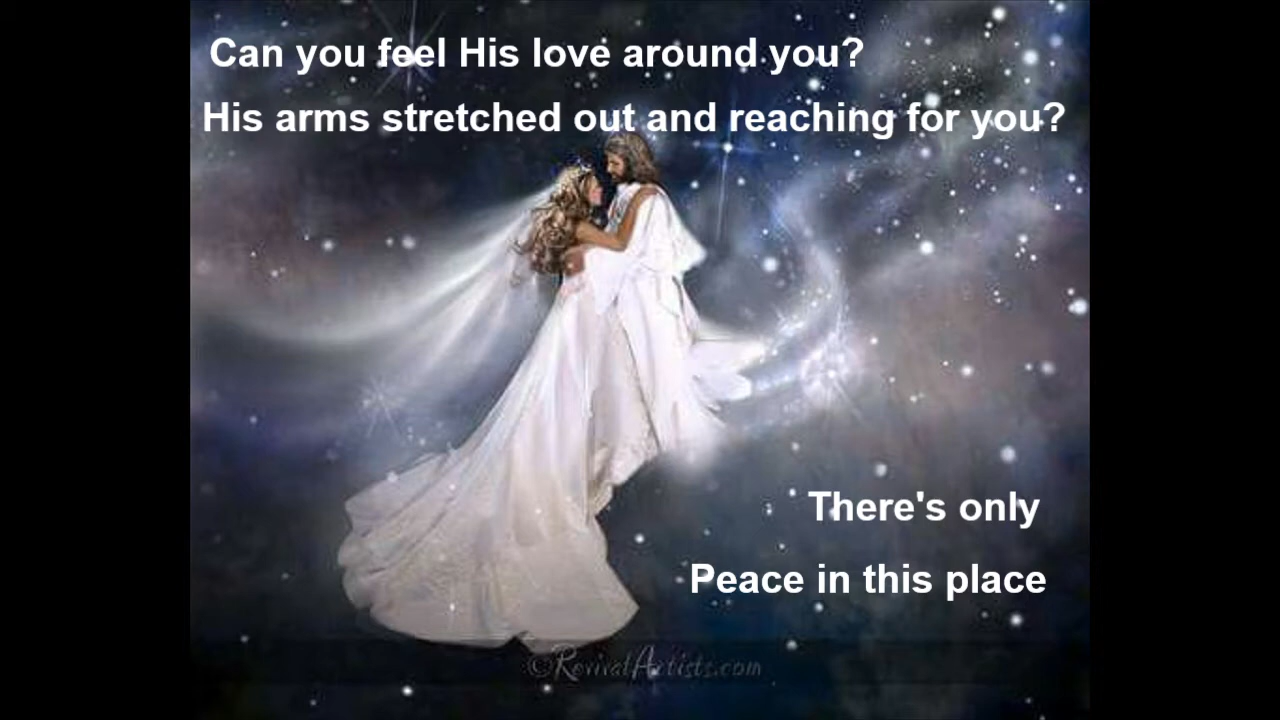 Can you feel His love around you?
His arms stretched out and reaching for you?
There's only
Peace in this place
©RevivalArtists.com